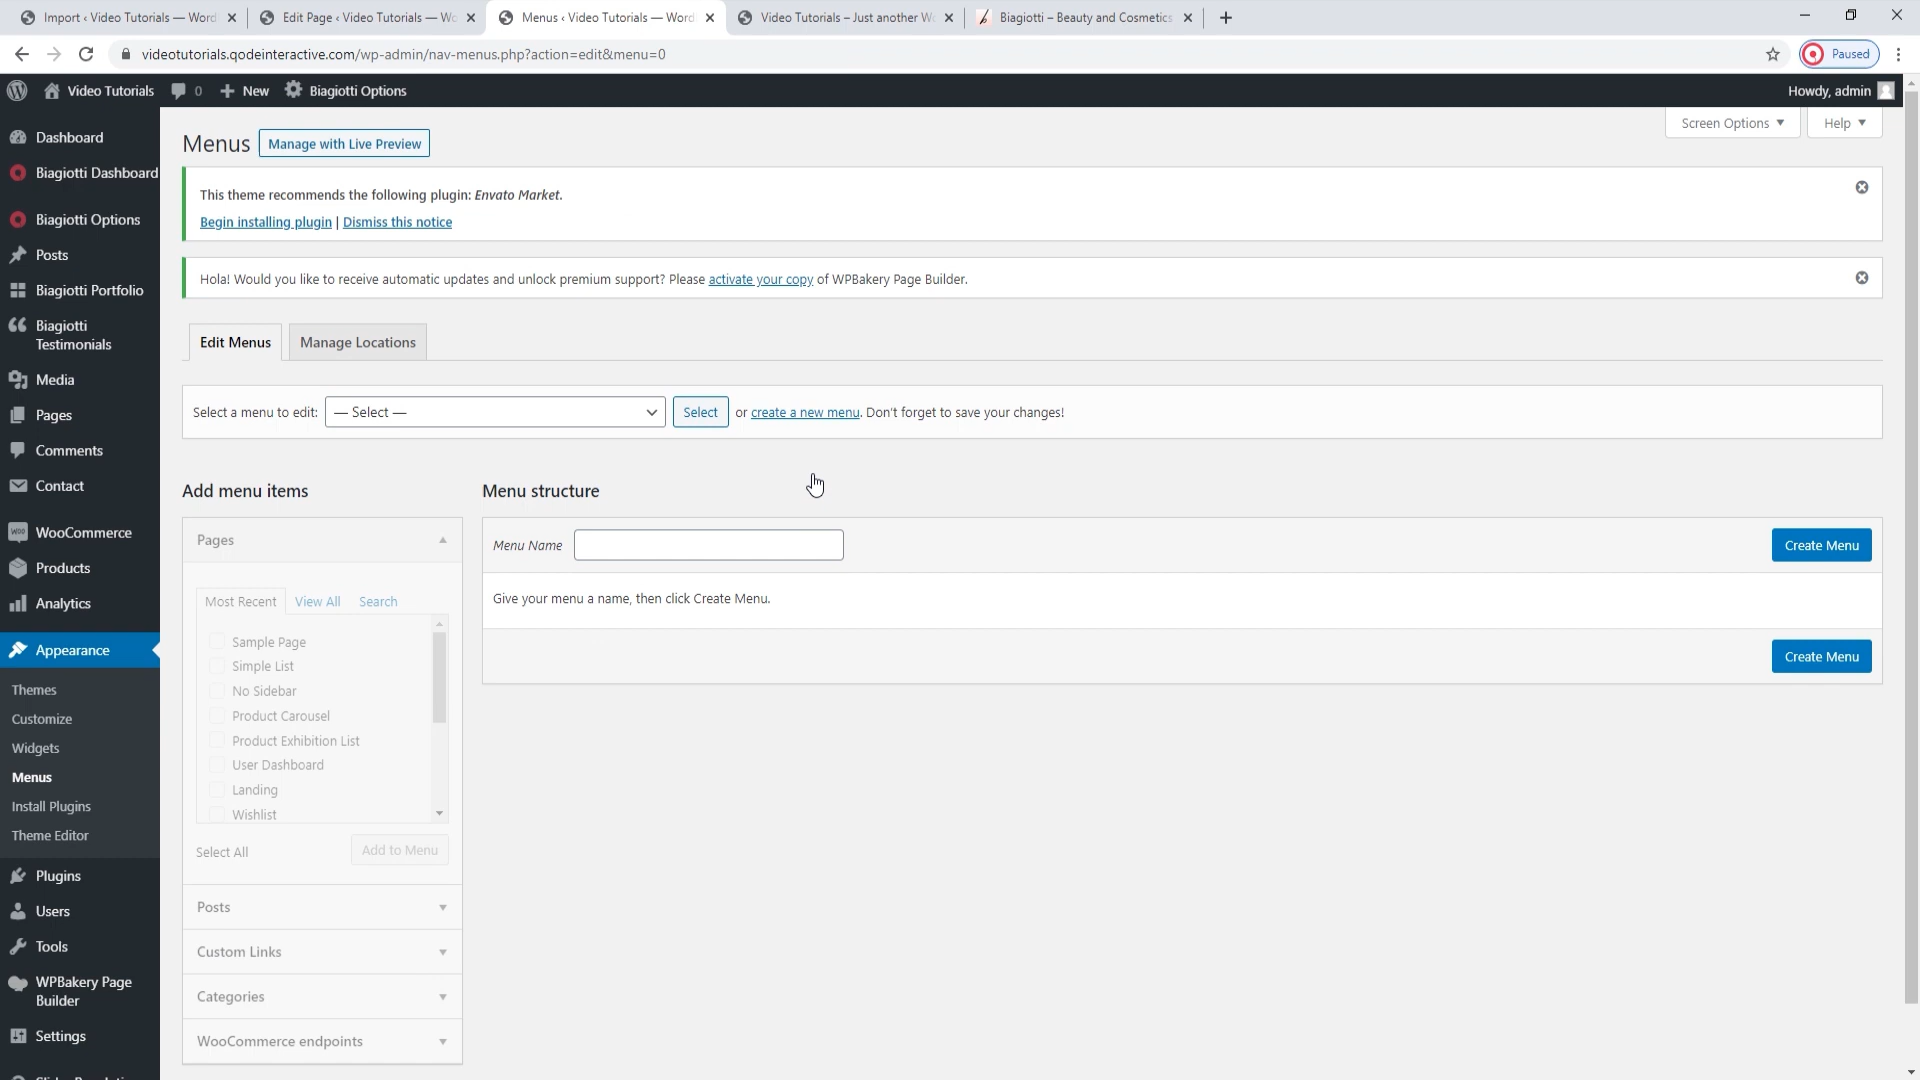 Import ‹ Video Tutorials — Word
Edit Page ‹ Video Tutorials — Wo
Menus ‹ Video Tutorials — Word
Video Tutorials – Just another W
Biagiotti – Beauty and Cosmetics
videotutorials.qodeinteractive.com/wp-admin/nav-menus.php?action=edit&menu=0
Paused
Video Tutorials
0
New
Biagiotti Options
Howdy, admin
Dashboard
Biagiotti Dashboard
Biagiotti Options
Posts
Biagiotti Portfolio
Biagiotti
Testimonials
Media
Pages
Comments
Contact
WooCommerce
Products
Analytics
Appearance
Themes
Customize
Widgets
Menus
Install Plugins
Theme Editor
Plugins
Users
Tools
WPBakery Page
Builder
Settings
Screen Options
Help
Menus
Manage with Live Preview
This theme recommends the following plugin: Envato Market.
Begin installing plugin | Dismiss this notice
Hola! Would you like to receive automatic updates and unlock premium support? Please activate your copy of WPBakery Page Builder.
Edit Menus
Manage Locations
Select a menu to edit:
— Select —
Select
or create a new menu. Don't forget to save your changes!
Add menu items
Pages
Most Recent
View All
Search
Sample Page
Simple List
No Sidebar
Product Carousel
Product Exhibition List
User Dashboard
Landing
Wishlist
Select All
Add to Menu
Posts
Custom Links
Categories
WooCommerce endpoints
Menu structure
Menu Name
Create Menu
Give your menu a name, then click Create Menu.
Create Menu